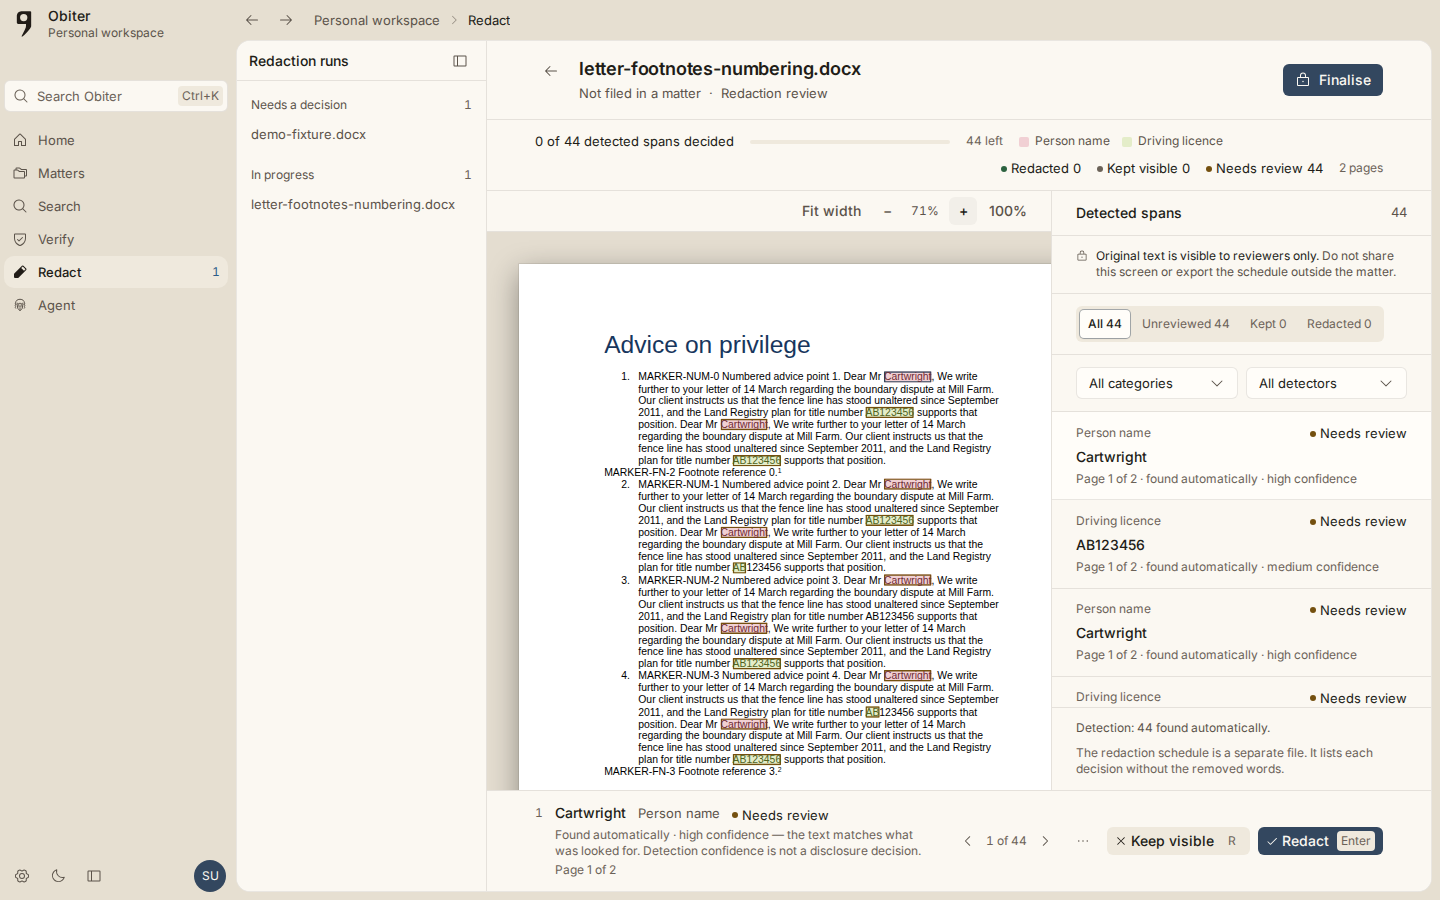 Obiter
Personal workspace
Search Obiter
Ctrl+K
Home
Matters
Search
Verify
Redact
1
Agent
SU
Personal workspace
Redact
Redaction runs
Needs a decision
1
demo-fixture.docx
In progress
1
letter-footnotes-numbering.docx
letter-footnotes-numbering.docx
Not filed in a matter · Redaction review
Finalise
0 of 44 detected spans decided
44 left
Person name
Driving licence
Redacted 0
Kept visible 0
Needs review 44
2 pages
Fit width
−
71%
+
100%
Advice on privilege
1. MARKER-NUM-0 Numbered advice point 1. Dear Mr Cartwright, We write
further to your letter of 14 March regarding the boundary dispute at Mill Farm.
Our client instructs us that the fence line has stood unaltered since September
2011, and the Land Registry plan for title number AB123456 supports that
position. Dear Mr Cartwright, We write further to your letter of 14 March
regarding the boundary dispute at Mill Farm. Our client instructs us that the
fence line has stood unaltered since September 2011, and the Land Registry
plan for title number AB123456 supports that position.
MARKER-FN-2 Footnote reference 0.¹
2. MARKER-NUM-1 Numbered advice point 2. Dear Mr Cartwright, We write
further to your letter of 14 March regarding the boundary dispute at Mill Farm.
Our client instructs us that the fence line has stood unaltered since September
2011, and the Land Registry plan for title number AB123456 supports that
position. Dear Mr Cartwright, We write further to your letter of 14 March
regarding the boundary dispute at Mill Farm. Our client instructs us that the
fence line has stood unaltered since September 2011, and the Land Registry
plan for title number AB123456 supports that position.
3. MARKER-NUM-2 Numbered advice point 3. Dear Mr Cartwright, We write
further to your letter of 14 March regarding the boundary dispute at Mill Farm.
Our client instructs us that the fence line has stood unaltered since September
2011, and the Land Registry plan for title number AB123456 supports that
position. Dear Mr Cartwright, We write further to your letter of 14 March
regarding the boundary dispute at Mill Farm. Our client instructs us that the
fence line has stood unaltered since September 2011, and the Land Registry
plan for title number AB123456 supports that position.
4. MARKER-NUM-3 Numbered advice point 4. Dear Mr Cartwright, We write
further to your letter of 14 March regarding the boundary dispute at Mill Farm.
Our client instructs us that the fence line has stood unaltered since September
2011, and the Land Registry plan for title number AB123456 supports that
position. Dear Mr Cartwright, We write further to your letter of 14 March
regarding the boundary dispute at Mill Farm. Our client instructs us that the
fence line has stood unaltered since September 2011, and the Land Registry
plan for title number AB123456 supports that position.
MARKER-FN-3 Footnote reference 3.²
Detected spans
44
Original text is visible to reviewers only. Do not share
this screen or export the schedule outside the matter.
All 44
Unreviewed 44
Kept 0
Redacted 0
All categories
All detectors
Person name
Needs review
Cartwright
Page 1 of 2 · found automatically · high confidence
Driving licence
Needs review
AB123456
Page 1 of 2 · found automatically · medium confidence
Person name
Needs review
Cartwright
Page 1 of 2 · found automatically · high confidence
Driving licence
Needs review
Detection: 44 found automatically.
The redaction schedule is a separate file. It lists each
decision without the removed words.
1
Cartwright
Person name
Needs review
Found automatically · high confidence — the text matches what
was looked for. Detection confidence is not a disclosure decision.
Page 1 of 2
1 of 44
···
Keep visible
R
Redact
Enter